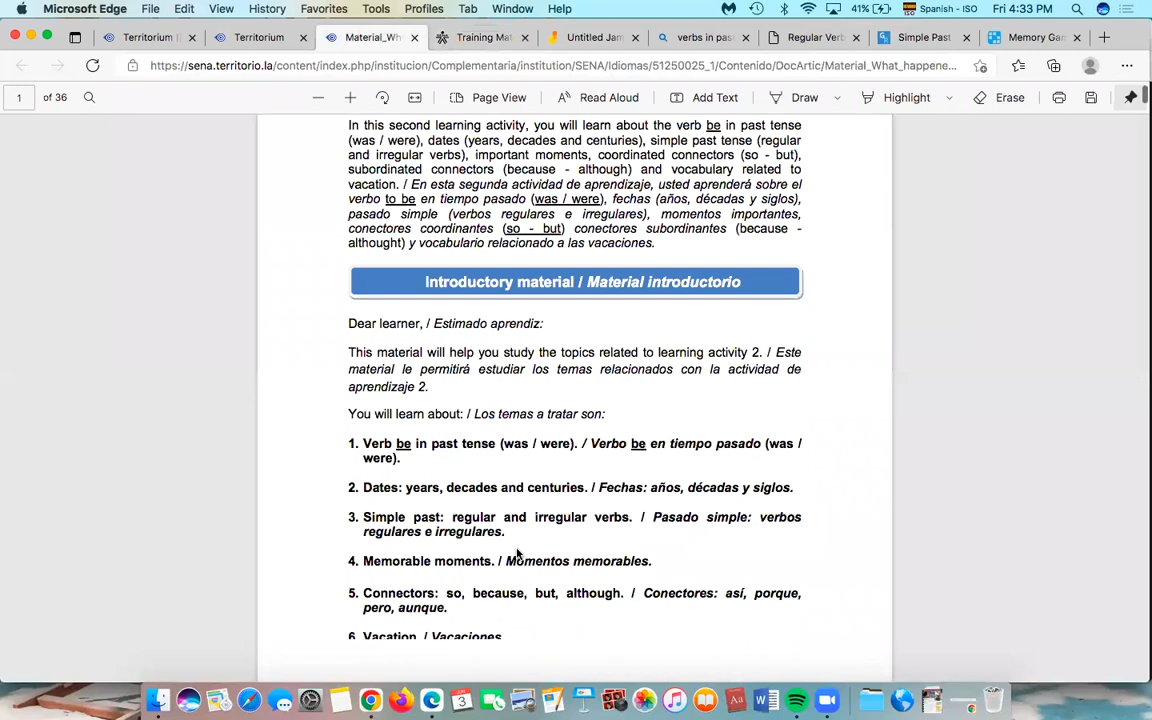 Microsoft Edge File Edit View History Favorites Tools Profiles Tab Window Help 41% Spanish - ISO Fri 4:33 PM
Territorium Territorium Material_Wh Training Mat Untitled Jam verbs in pas Regular Verb Simple Past Memory Gam
https://sena.territorio.la/content/index.php/institucion/Complementaria/institution/SENA/Idiomas/51250025_1/Contenido/DocArtic/Material_What_happene...
1 of 36 Page View Read Aloud Add Text Draw Highlight Erase
In this second learning activity, you will learn about the verb be in past tense
(was / were), dates (years, decades and centuries), simple past tense (regular
and irregular verbs), important moments, coordinated connectors (so - but),
subordinated connectors (because - although) and vocabulary related to
vacation. / En esta segunda actividad de aprendizaje, usted aprenderá sobre el
verbo to be en tiempo pasado (was / were), fechas (años, décadas y siglos),
pasado simple (verbos regulares e irregulares), momentos importantes,
conectores coordinantes (so - but) conectores subordinantes (because -
althought) y vocabulario relacionado a las vacaciones.
Introductory material / Material introductorio
Dear learner, / Estimado aprendiz:
This material will help you study the topics related to learning activity 2. / Este
material le permitirá estudiar los temas relacionados con la actividad de
aprendizaje 2.
You will learn about: / Los temas a tratar son:
1. Verb be in past tense (was / were). / Verbo be en tiempo pasado (was /
were).
2. Dates: years, decades and centuries. / Fechas: años, décadas y siglos.
3. Simple past: regular and irregular verbs. / Pasado simple: verbos
regulares e irregulares.
4. Memorable moments. / Momentos memorables.
5. Connectors: so, because, but, although. / Conectores: así, porque,
pero, aunque.
6. Vacation. / Vacaciones